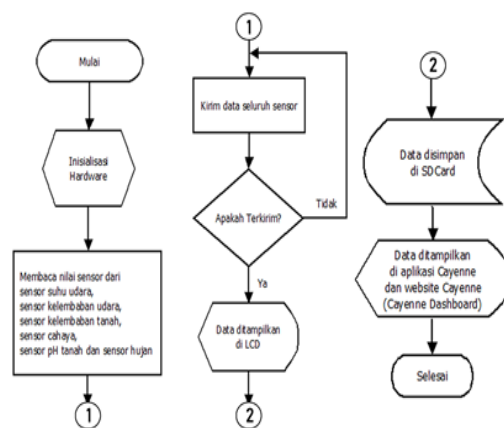 Mulai
Inisialisasi
Hardware
Membaca nilai sensor dari
sensor suhu udara,
sensor kelembaban udara,
sensor kelembaban tanah,
sensor cahaya,
sensor pH tanah dan sensor hujan
1
1
Kirim data seluruh sensor
Apakah Terkirim?
Tidak
Ya
Data ditampilkan
di LCD
2
2
Data disimpan
di SDCard
Data ditampilkan
di aplikasi Cayenne
dan website Cayenne
(Cayenne Dashboard)
Selesai